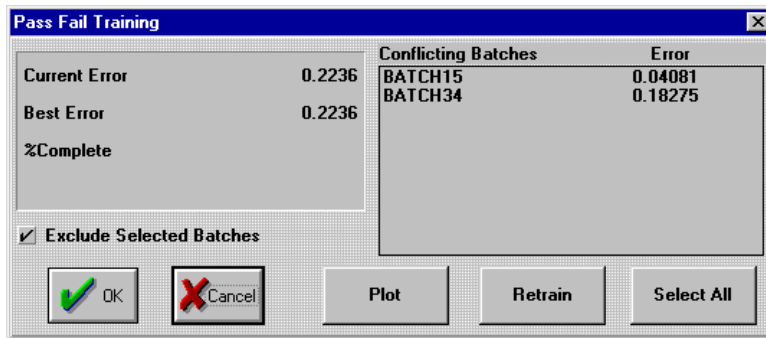 Pass Fail Training
Conflicting Batches Error
Current Error 0.2236
BATCH15 0.04081
BATCH34 0.18275
Best Error 0.2236
%Complete
Exclude Selected Batches
OK Cancel Plot Retrain Select All